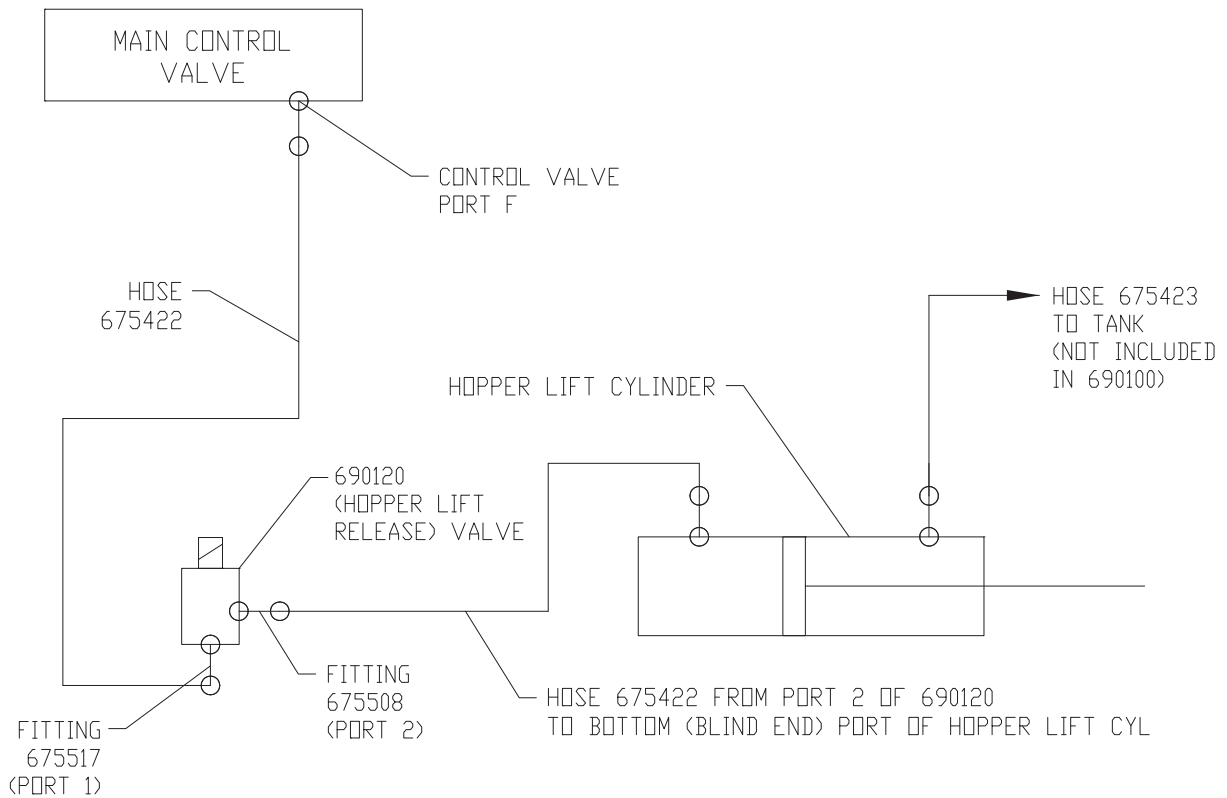 MAIN CONTROL
VALVE
CONTROL VALVE
PORT F
HOSE
675422
HOSE 675423
TO TANK
(NOT INCLUDED
IN 690100)
HOPPER LIFT CYLINDER
690120
(HOPPER LIFT
RELEASE) VALVE
FITTING
675508
(PORT 2)
HOSE 675422 FROM PORT 2 OF 690120
TO BOTTOM (BLIND END) PORT OF HOPPER LIFT CYL
FITTING
675517
(PORT 1)